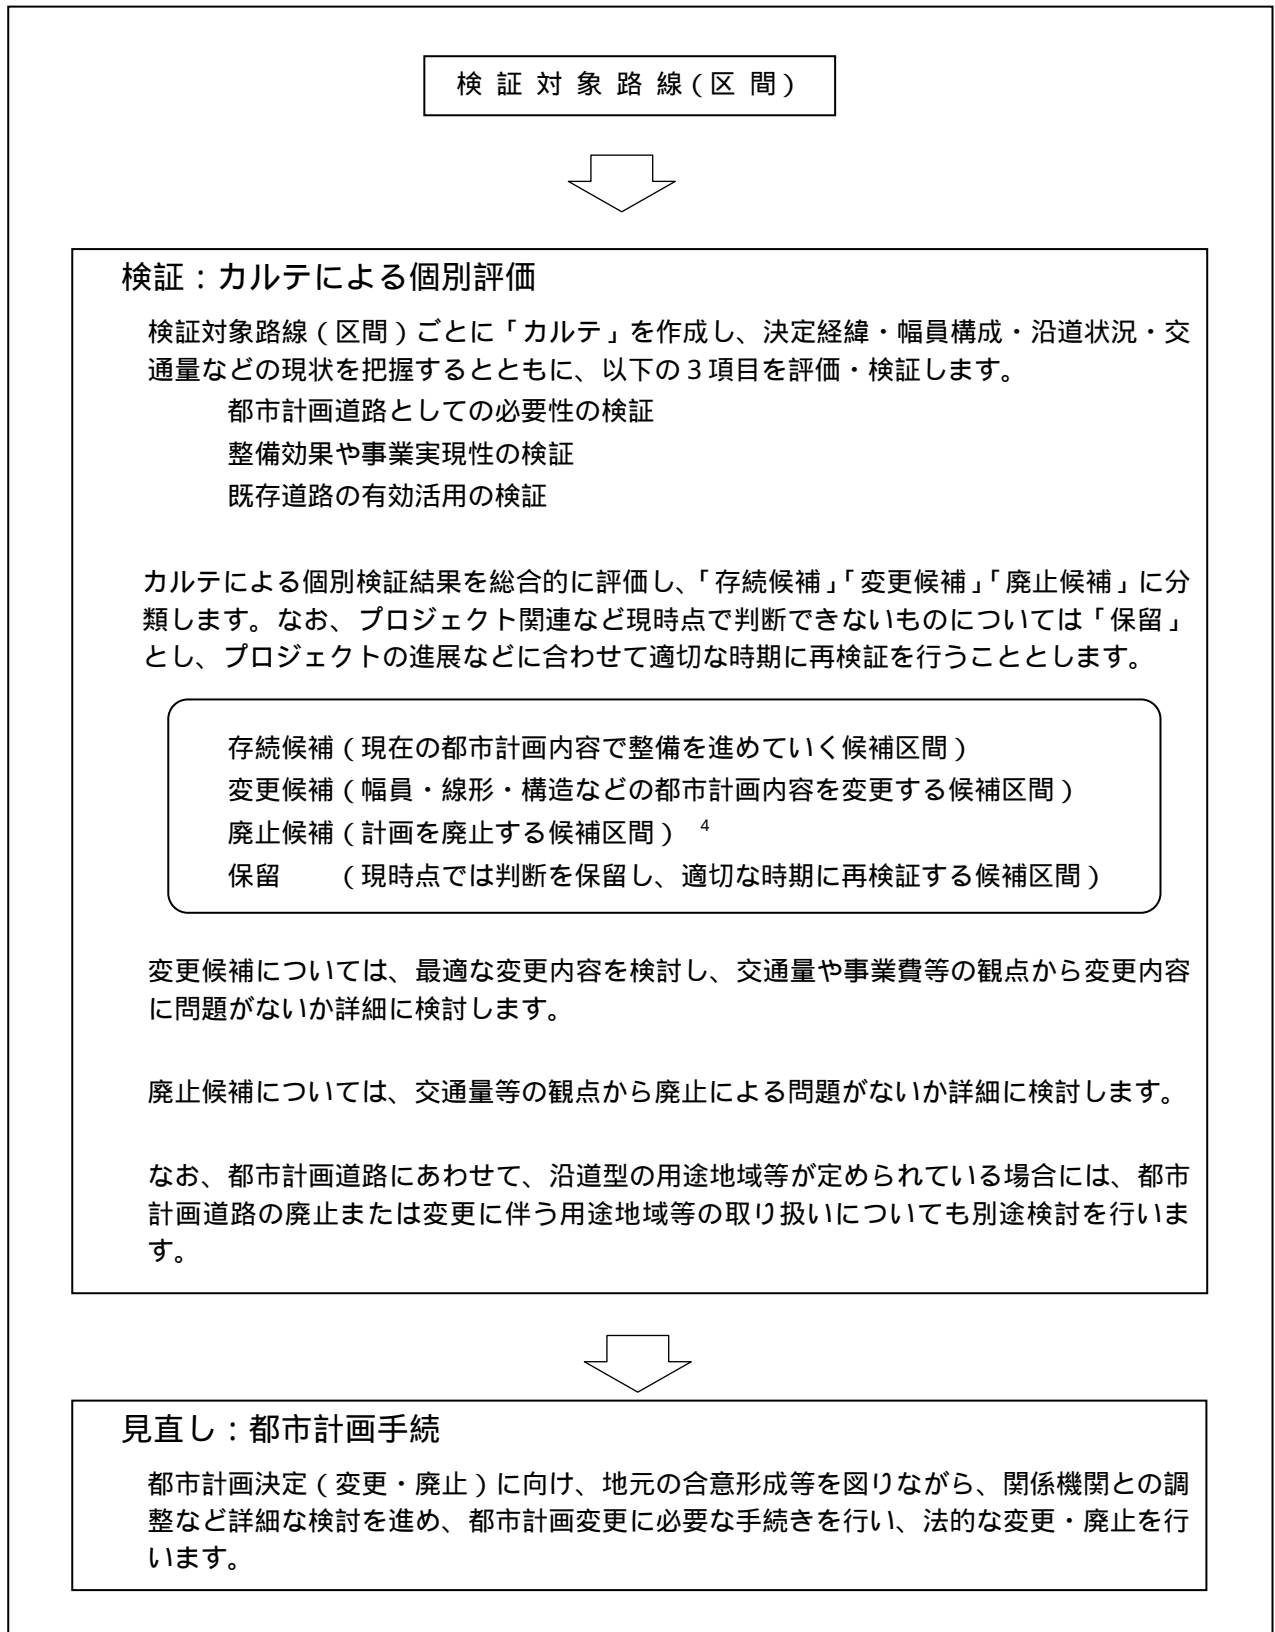 検 証 対 象 路 線 ( 区 間 )
検証：カルテによる個別評価
検証対象路線（区間）ごとに「カルテ」を作成し、決定経緯・幅員構成・沿道状況・交
通量などの現状を把握するとともに、以下の３項目を評価・検証します。
都市計画道路としての必要性の検証
整備効果や事業実現性の検証
既存道路の有効活用の検証
カルテによる個別検証結果を総合的に評価し、「存続候補」「変更候補」「廃止候補」に分
類します。なお、プロジェクト関連など現時点で判断できないものについては「保留」
とし、プロジェクトの進展などに合わせて適切な時期に再検証を行うこととします。
存続候補（現在の都市計画内容で整備を進めていく候補区間）
変更候補（幅員・線形・構造などの都市計画内容を変更する候補区間）
廃止候補（計画を廃止する候補区間） 4
保留　　（現時点では判断を保留し、適切な時期に再検証する候補区間）
変更候補については、最適な変更内容を検討し、交通量や事業費等の観点から変更内容
に問題がないか詳細に検討します。
廃止候補については、交通量等の観点から廃止による問題がないか詳細に検討します。
なお、都市計画道路にあわせて、沿道型の用途地域等が定められている場合には、都市
計画道路の廃止または変更に伴う用途地域等の取り扱いについても別途検討を行いま
す。
見直し：都市計画手続
都市計画決定（変更・廃止）に向け、地元の合意形成等を図りながら、関係機関との調
整など詳細な検討を進め、都市計画変更に必要な手続きを行い、法的な変更・廃止を行
います。